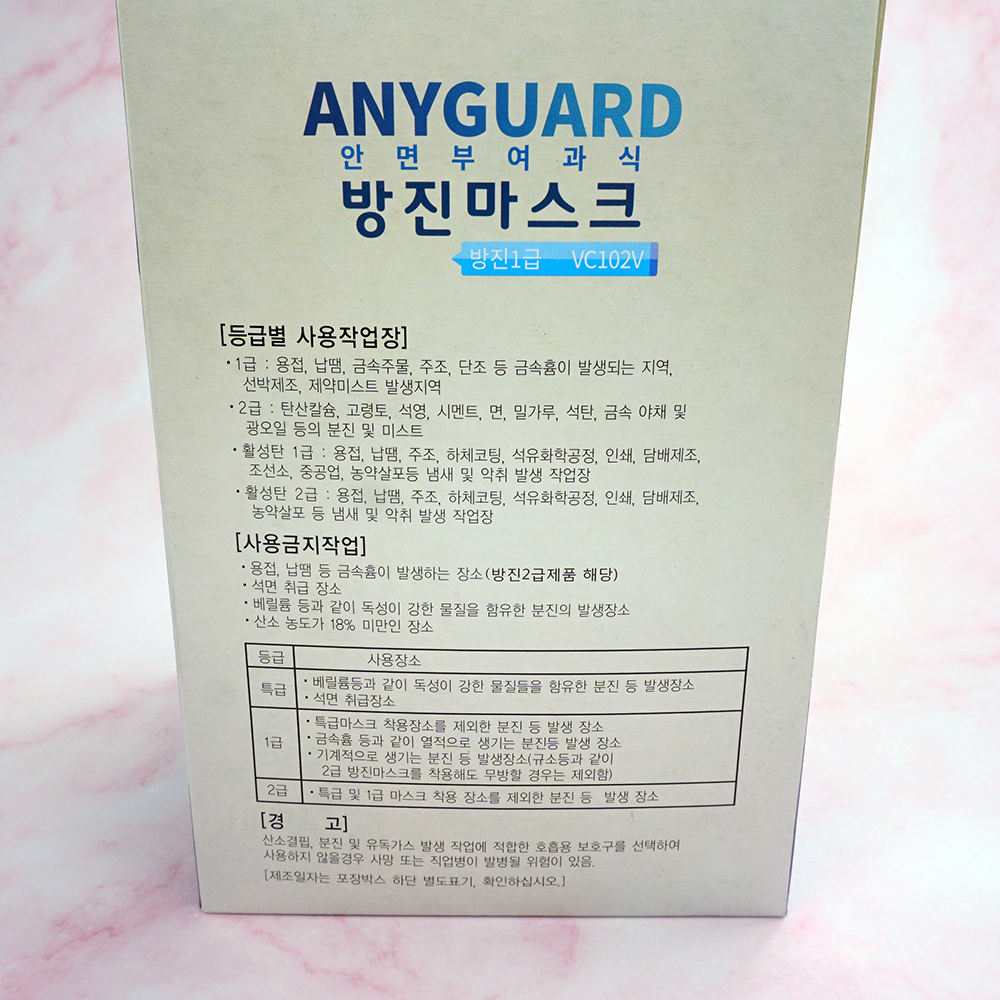 ANYGUARD
안면부여과식
방진마스크
방진1급 VC102V
[등급별 사용작업장]
・1급 : 용접, 납땜, 금속주물, 주조, 단조 등 금속흄이 발생되는 지역,
선박제조, 제약미스트 발생지역
・2급 : 탄산칼슘, 고령토, 석영, 시멘트, 면, 밀가루, 석탄, 금속 야채 및
광오일 등의 분진 및 미스트
・활성탄 1급 : 용접, 납땜, 주조, 하체코팅, 석유화학공정, 인쇄, 담배제조,
조선소, 중공업, 농약살포등 냄새 및 악취 발생 작업장
・활성탄 2급 : 용접, 납땜, 주조, 하체코팅, 석유화학공정, 인쇄, 담배제조,
농약살포 등 냄새 및 악취 발생 작업장
[사용금지작업]
・용접, 납땜 등 금속흄이 발생하는 장소(방진2급제품 해당)
・석면 취급 장소
・베릴륨 등과 같이 독성이 강한 물질을 함유한 분진의 발생장소
・산소 농도가 18% 미만인 장소
등급 사용장소
특급 ・베릴륨등과 같이 독성이 강한 물질들을 함유한 분진 등 발생장소
・석면 취급장소
1급 ・특급마스크 착용장소를 제외한 분진 등 발생 장소
・금속흄 등과 같이 열적으로 생기는 분진등 발생 장소
・기계적으로 생기는 분진 등 발생장소(규소등과 같이
2급 방진마스크를 착용해도 무방할 경우는 제외함)
2급 ・특급 및 1급 마스크 착용 장소를 제외한 분진 등 발생 장소
[경 고]
산소결핍, 분진 및 유독가스 발생 작업에 적합한 호흡용 보호구를 선택하여
사용하지 않을경우 사망 또는 직업병이 발병될 위험이 있음.
[제조일자는 포장박스 하단 별도표기, 확인하십시오.]